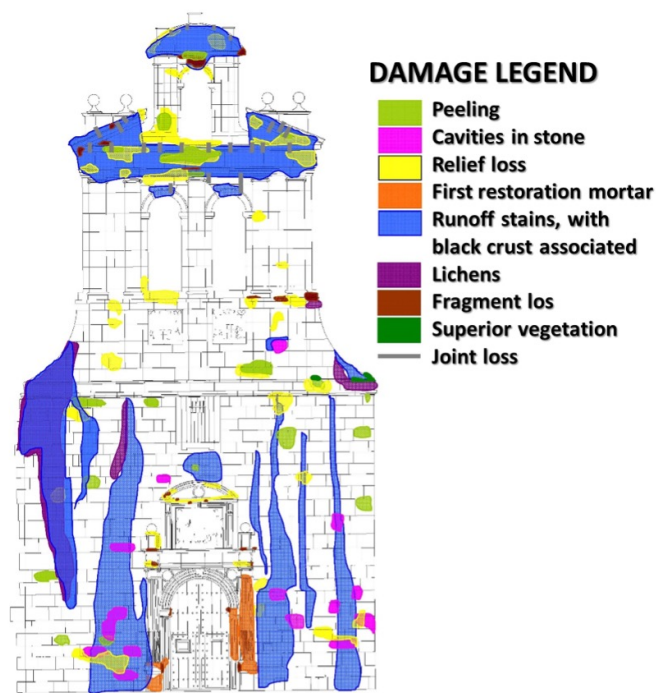 DAMAGE LEGEND
Peeling
Cavities in stone
Relief loss
First restoration mortar
Runoff stains, with
black crust associated
Lichens
Fragment los
Superior vegetation
Joint loss